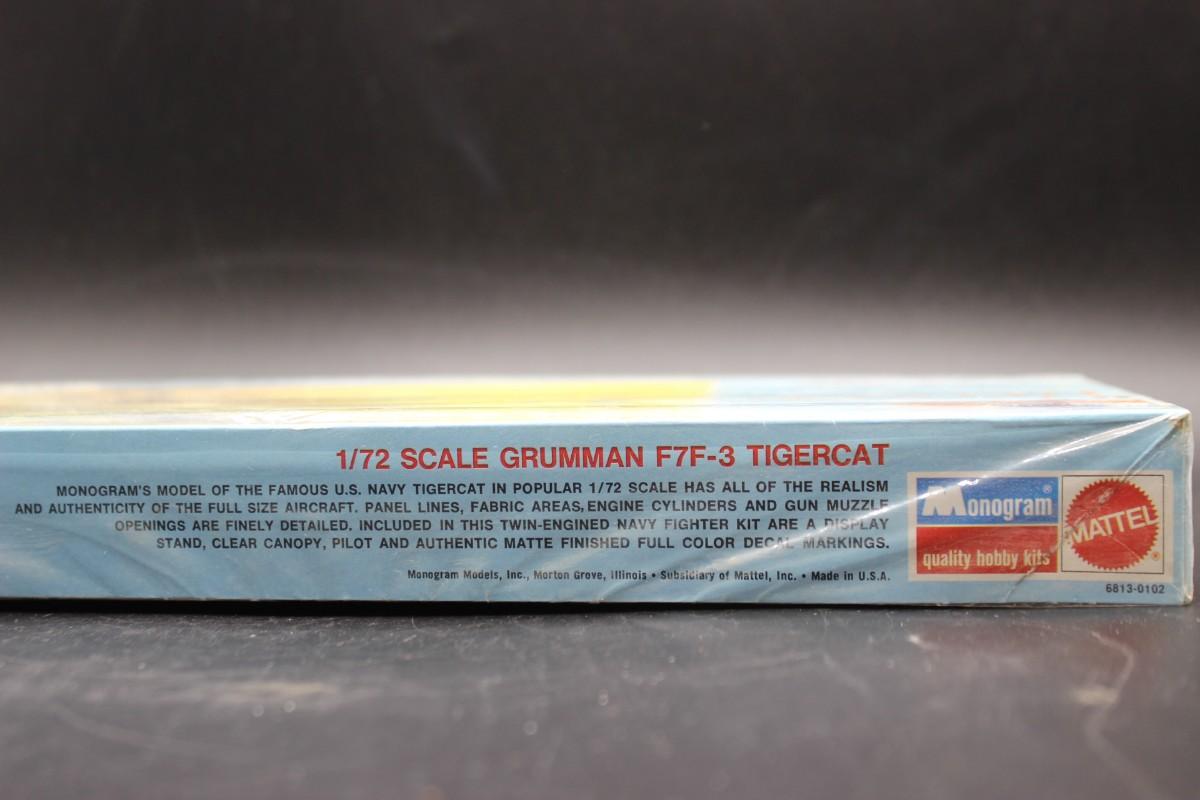 1/72 SCALE GRUMMAN F7F-3 TIGERCAT
MONOGRAM'S MODEL OF THE FAMOUS U.S. NAVY TIGERCAT IN POPULAR 1/72 SCALE HAS ALL OF THE REALISM
AND AUTHENTICITY OF THE FULL SIZE AIRCRAFT. PANEL LINES, FABRIC AREAS, ENGINE CYLINDERS AND GUN MUZZLE
OPENINGS ARE FINELY DETAILED. INCLUDED IN THIS TWIN-ENGINED NAVY FIGHTER KIT ARE A DISPLAY
STAND, CLEAR CANOPY, PILOT AND AUTHENTIC MATTE FINISHED FULL COLOR DECAL MARKINGS.
Monogram Models, Inc., Morton Grove, Illinois • Subsidiary of Mattel, Inc. • Made in U.S.A.
Monogram®
quality hobby kits
MATTEL®
6813-0102